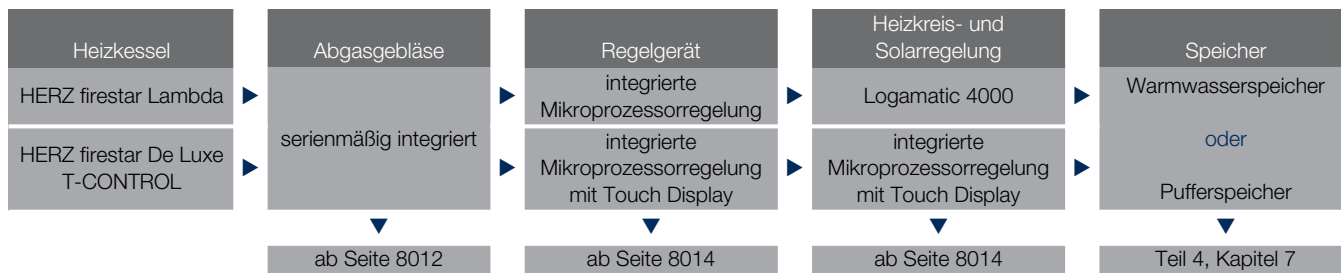 Heizkessel
Abgasgebläse
Regelgerät
Heizkreis- und
Solarregelung
Speicher
HERZ firestar Lambda
HERZ firestar De Luxe
T-CONTROL
serienmäßig integriert
integrierte
Mikroprozessorregelung
integrierte
Mikroprozessorregelung
mit Touch Display
Logamatic 4000
integrierte
Mikroprozessorregelung
mit Touch Display
Warmwasserspeicher
oder
Pufferspeicher
ab Seite 8012
ab Seite 8014
ab Seite 8014
Teil 4, Kapitel 7